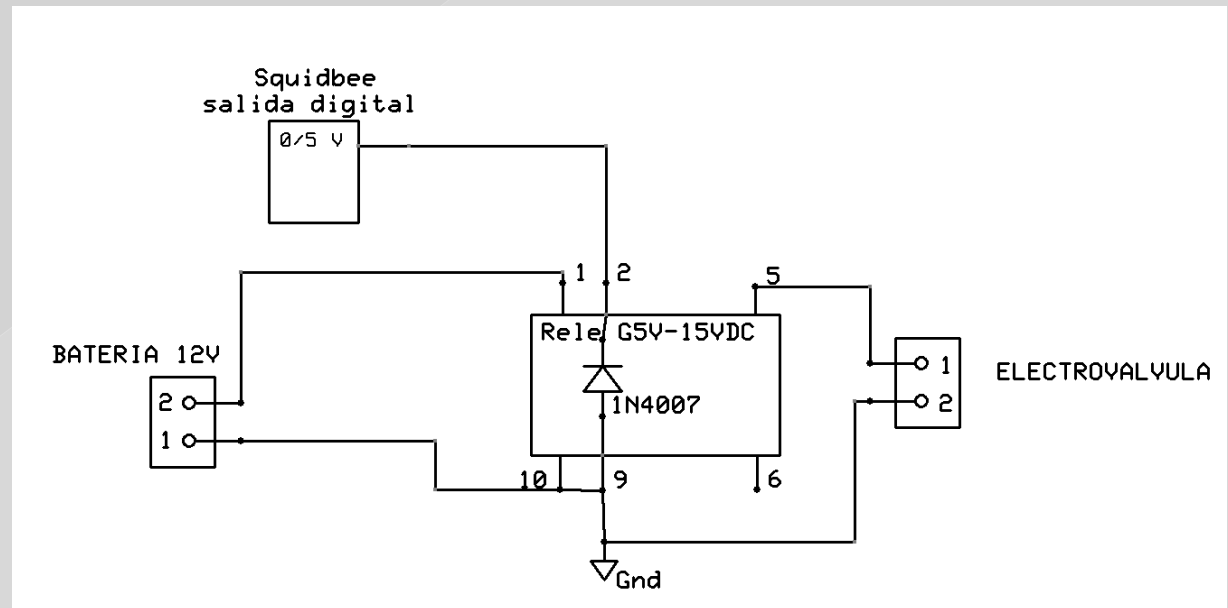 Squidbee
salida digital
0/5 V
1
2
5
Rele G5V-15VDC
BATERIA 12V
2
1
1N4007
1
2
ELECTROVALVULA
10
9
6
Gnd